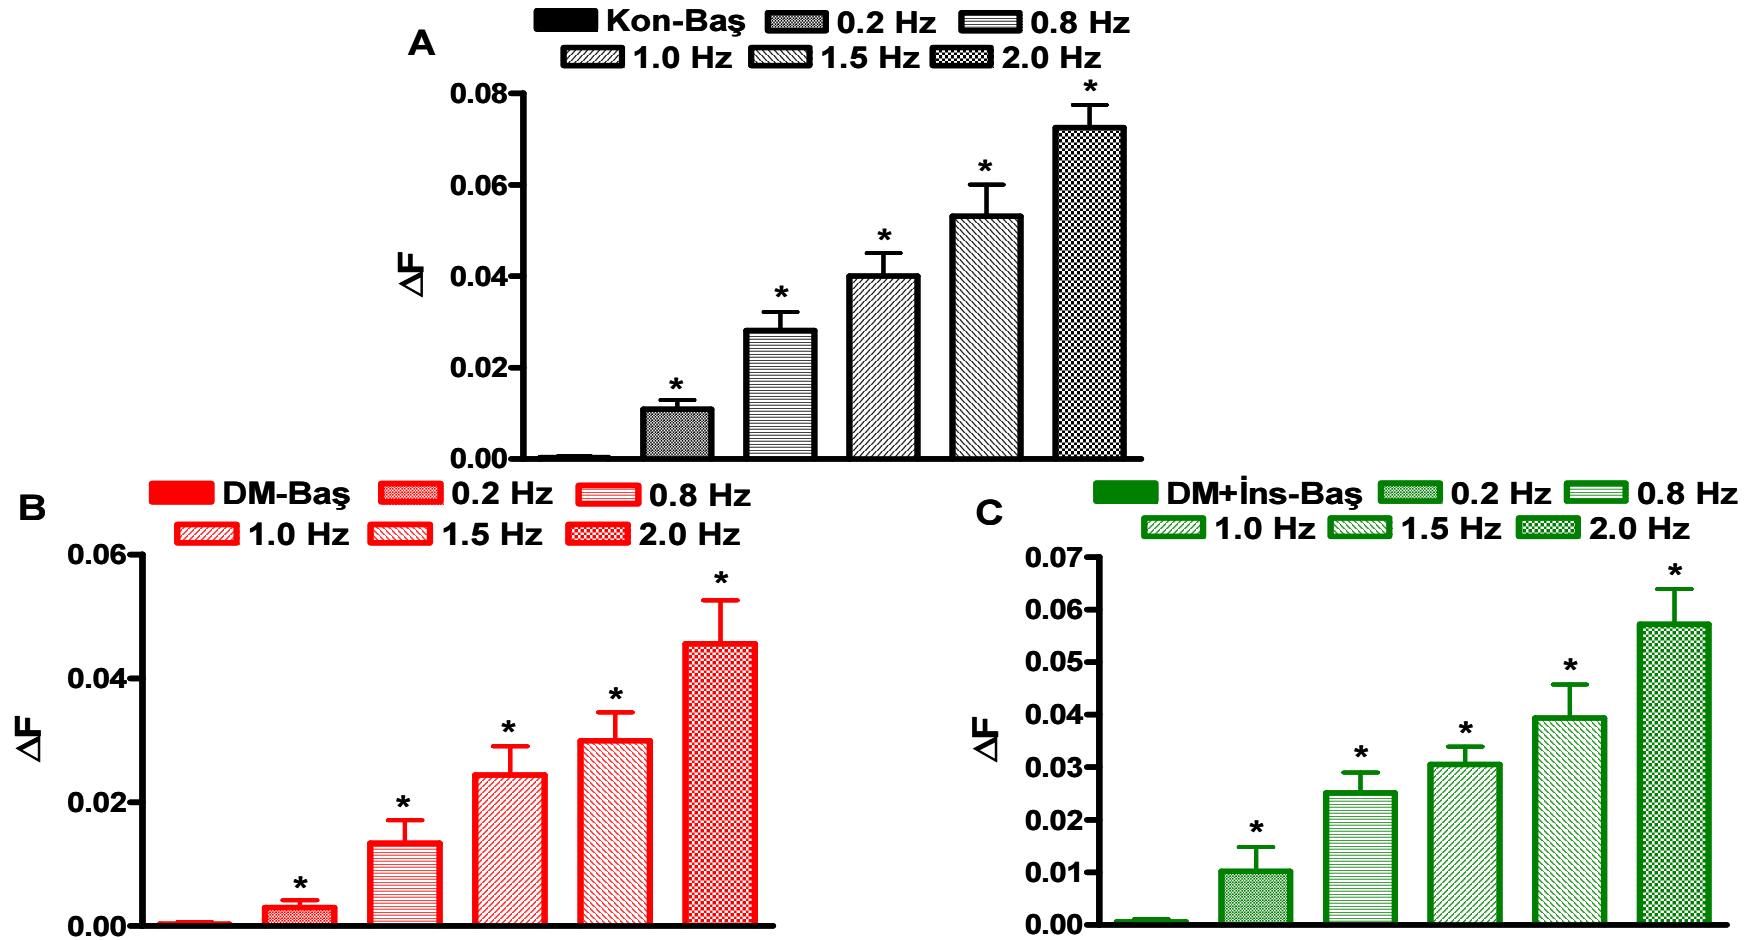 A
Kon-Baş 0.2 Hz 0.8 Hz
1.0 Hz 1.5 Hz 2.0 Hz
0.08
0.06
0.04
0.02
0.00
ΔF
* * * * *
B
DM-Baş 0.2 Hz 0.8 Hz
1.0 Hz 1.5 Hz 2.0 Hz
0.06
0.04
0.02
0.00
ΔF
* * * * *
C
DM+İns-Baş 0.2 Hz 0.8 Hz
1.0 Hz 1.5 Hz 2.0 Hz
0.07
0.06
0.05
0.04
0.03
0.02
0.01
0.00
ΔF
* * * * *